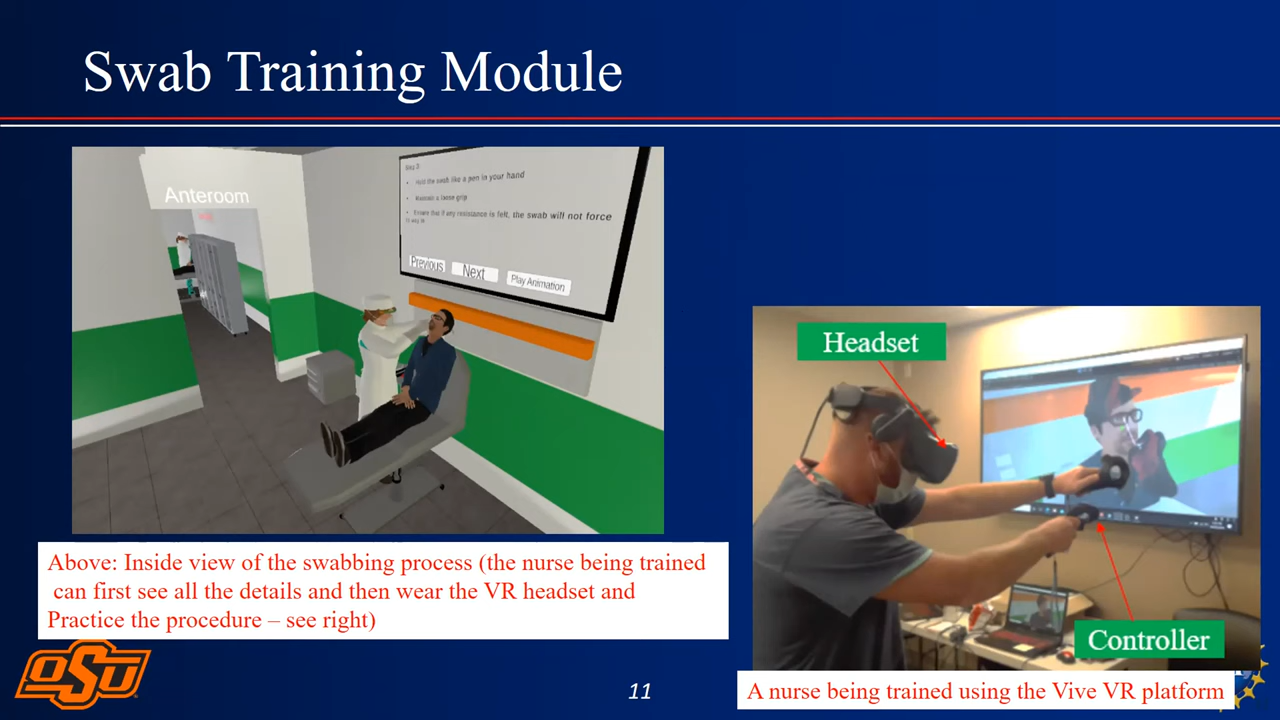 Swab Training Module
Anteroom
Step 3:
• Hold the swab like a pen in your hand
• Maintain a loose grip
• Ensure that if any resistance is felt, the swab will not force
Previous
Next
Play Animation
Headset
Controller
Above: Inside view of the swabbing process (the nurse being trained
can first see all the details and then wear the VR headset and
Practice the procedure – see right)
OSU
11
A nurse being trained using the Vive VR platform